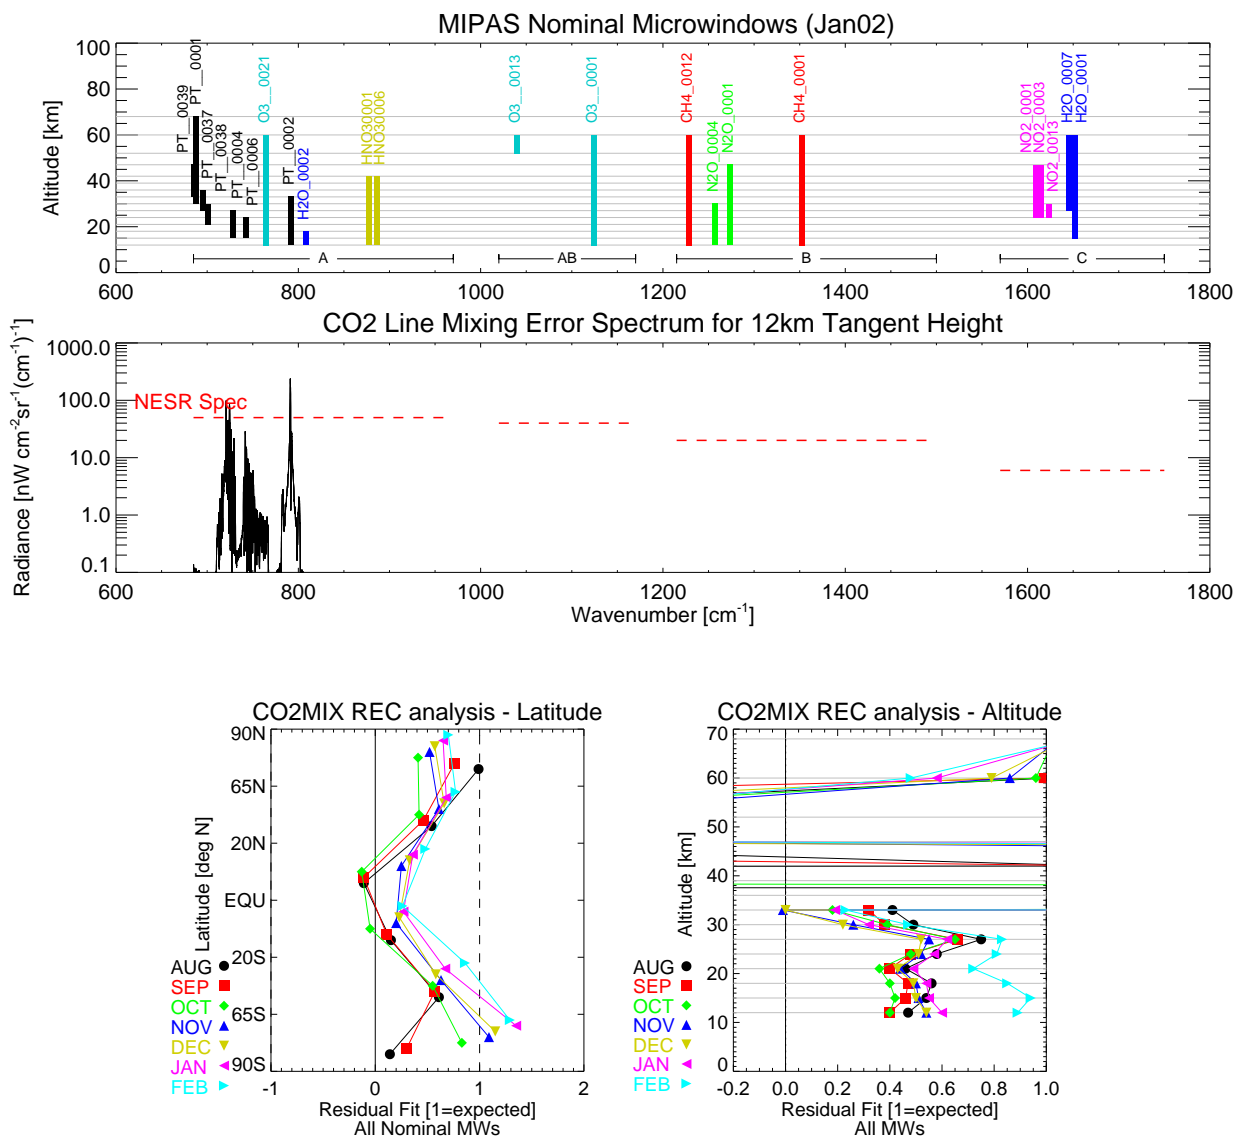 MIPAS Nominal Microwindows (Jan02)
Altitude [km]
100
80
60
40
20
0
PT__0039
PT__0001
PT__0037
PT__0038
PT__0004
PT__0006
O3__0021
PT__0002
H2O_0002
HNO30001
HNO30006
O3__0013
O3__0001
CH4_0012
N2O_0004
N2O_0001
CH4_0001
NO2_0001
NO2_0003
NO2_0013
H2O_0007
H2O_0001
A
AB
B
C
600 800 1000 1200 1400 1600 1800
CO2 Line Mixing Error Spectrum for 12km Tangent Height
Radiance [nW cm-2sr-1(cm-1)-1]
1000.0
100.0
10.0
1.0
0.1
NESR Spec
600 800 1000 1200 1400 1600 1800
Wavenumber [cm-1]
CO2MIX REC analysis - Latitude
Latitude [deg N]
90N
65N
20N
EQU
20S
65S
90S
AUG
SEP
OCT
NOV
DEC
JAN
FEB
-1 0 1 2
Residual Fit [1=expected]
All Nominal MWs
CO2MIX REC analysis - Altitude
Altitude [km]
70
60
50
40
30
20
10
0
AUG
SEP
OCT
NOV
DEC
JAN
FEB
-0.2 0.0 0.2 0.4 0.6 0.8 1.0
Residual Fit [1=expected]
All MWs